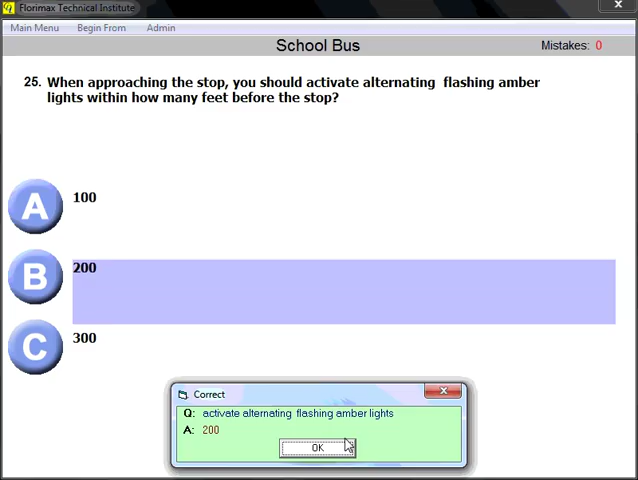 Florimax Technical Institute
Main Menu Begin From Admin
School Bus Mistakes: 0
25. When approaching the stop, you should activate alternating flashing amber
lights within how many feet before the stop?
A 100
B 200
C 300
Correct
Q: activate alternating flashing amber lights
A: 200
OK